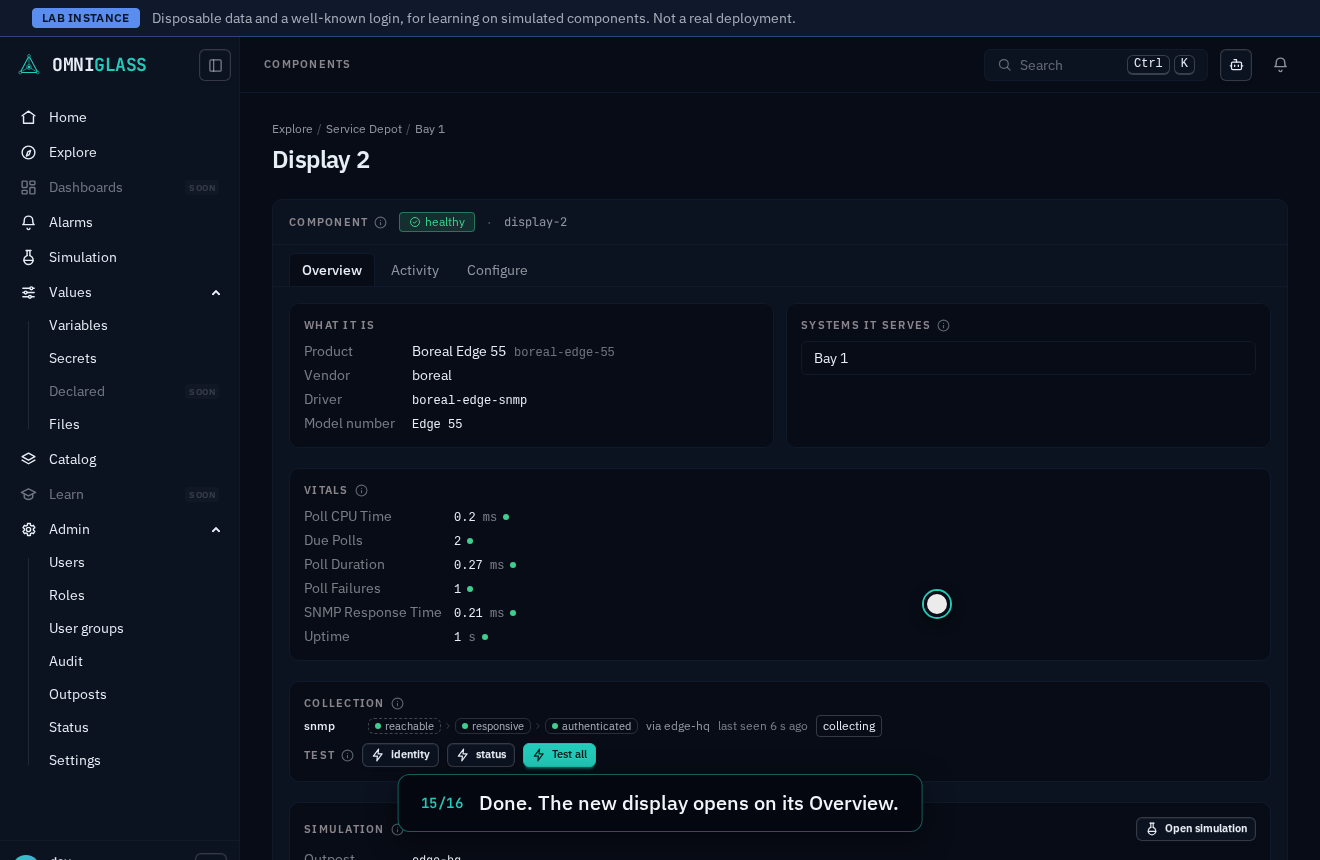 LAB INSTANCE Disposable data and a well-known login, for learning on simulated components. Not a real deployment.
OMNIGLASS
COMPONENTS
Search Ctrl K
Home
Explore
Dashboards SOON
Alarms
Simulation
Values
Variables
Secrets
Declared SOON
Files
Catalog
Learn SOON
Admin
Users
Roles
User groups
Audit
Outposts
Status
Settings
Explore / Service Depot / Bay 1
Display 2
COMPONENT healthy · display-2
Overview Activity Configure
WHAT IT IS
Product Boreal Edge 55 boreal-edge-55
Vendor boreal
Driver boreal-edge-snmp
Model number Edge 55
SYSTEMS IT SERVES
Bay 1
VITALS
Poll CPU Time 0.2 ms
Due Polls 2
Poll Duration 0.27 ms
Poll Failures 1
SNMP Response Time 0.21 ms
Uptime 1 s
COLLECTION
snmp reachable › responsive › authenticated via edge-hq last seen 6 s ago collecting
TEST identity status Test all
15/16 Done. The new display opens on its Overview.
SIMULATION Open simulation
Outpost edge-hq
dev